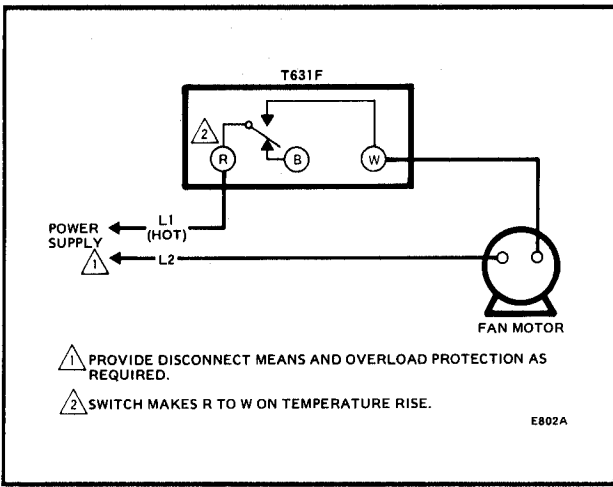 T631F
2
R
B
W
L1
(HOT)
POWER
SUPPLY
1
L2
FAN MOTOR
1 PROVIDE DISCONNECT MEANS AND OVERLOAD PROTECTION AS
REQUIRED.
2 SWITCH MAKES R TO W ON TEMPERATURE RISE.
E802A